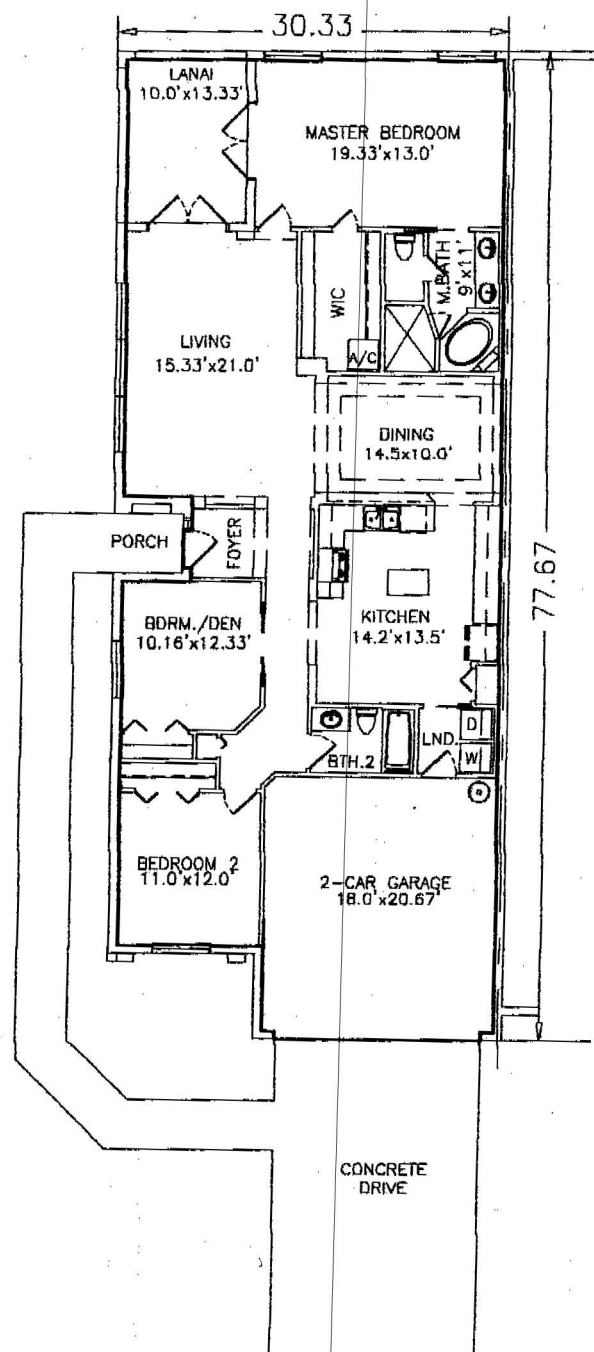 30.33
LANAI
10.0'x13.33'
MASTER BEDROOM
19.33'x13.0'
M.BATH
9'x11'
WIC
A/C
LIVING
15.33'x21.0'
DINING
14.5x10.0'
PORCH
FOYER
77.67
KITCHEN
14.2'x13.5'
BDRM./DEN
10.16'x12.33'
D
LND.
W
BTH.2
BEDROOM 2
11.0'x12.0'
2-CAR GARAGE
18.0'x20.67'
CONCRETE
DRIVE